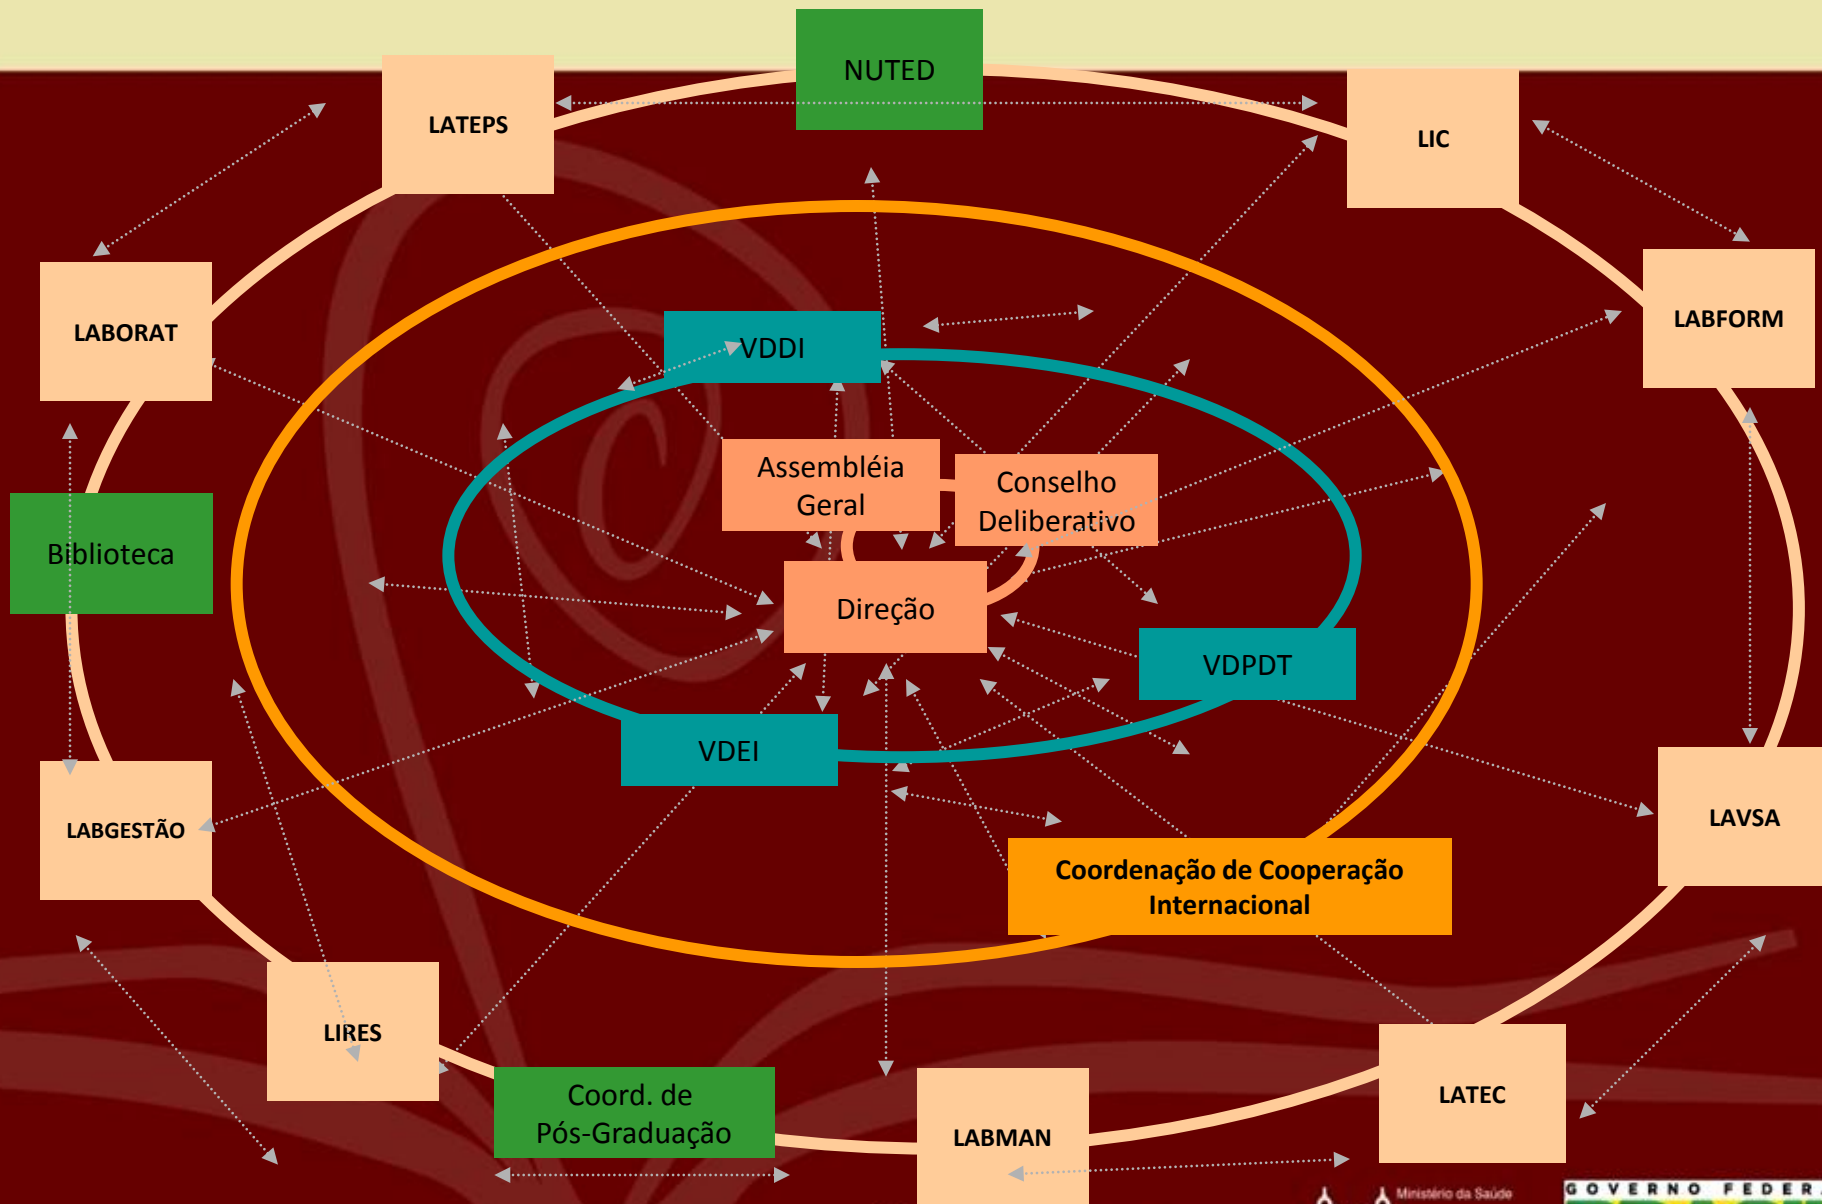 NUTED
LATEPS
LIC
LABORAT
LABFORM
VDDI
Assembléia
Geral
Conselho
Deliberativo
Biblioteca
Direção
VDPDT
VDEI
LABGESTÃO
LAVSA
Coordenação de Cooperação
Internacional
LIRES
Coord. de
Pós-Graduação
LATEC
LABMAN
Ministério da Saúde
GOVERNO FEDER